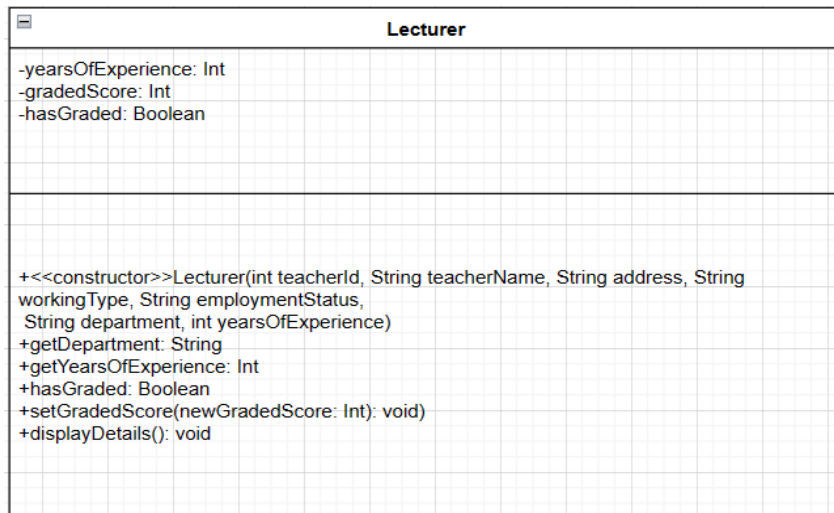 Lecturer
-yearsOfExperience: Int
-gradedScore: Int
-hasGraded: Boolean
+<<constructor>>Lecturer(int teacherId, String teacherName, String address, String
workingType, String employmentStatus,
String department, int yearsOfExperience)
+getDepartment: String
+getYearsOfExperience: Int
+hasGraded: Boolean
+setGradedScore(newGradedScore: Int): void)
+displayDetails(): void